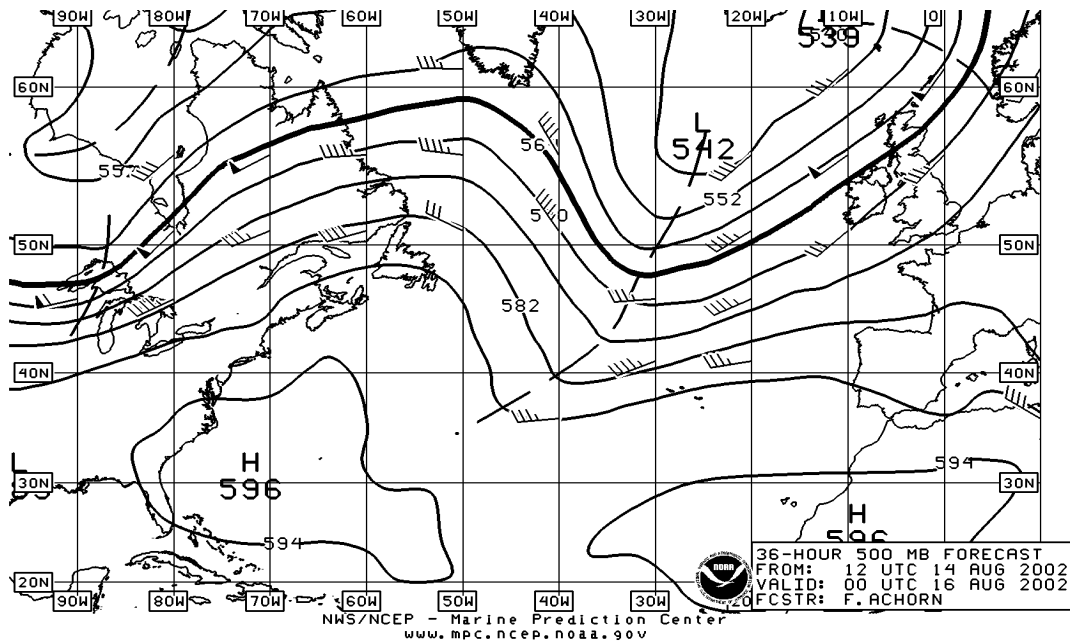 90W 80W 70W 60W 50W 40W 30W 20W 10W 0
539
60N 60N
L
542
552
50N 50N
582
40N 40N
L H 594
30N 596 30N
H
596
594
20N
NOAA
36-HOUR 500 MB FORECAST
FROM: 12 UTC 14 AUG 2002
VALID: 00 UTC 16 AUG 2002
FCSTR: F.ACHORN
90W 80W 70W 60W 50W 40W 30W
NWS/NCEP - Marine Prediction Center
www.mpc.ncep.noaa.gov